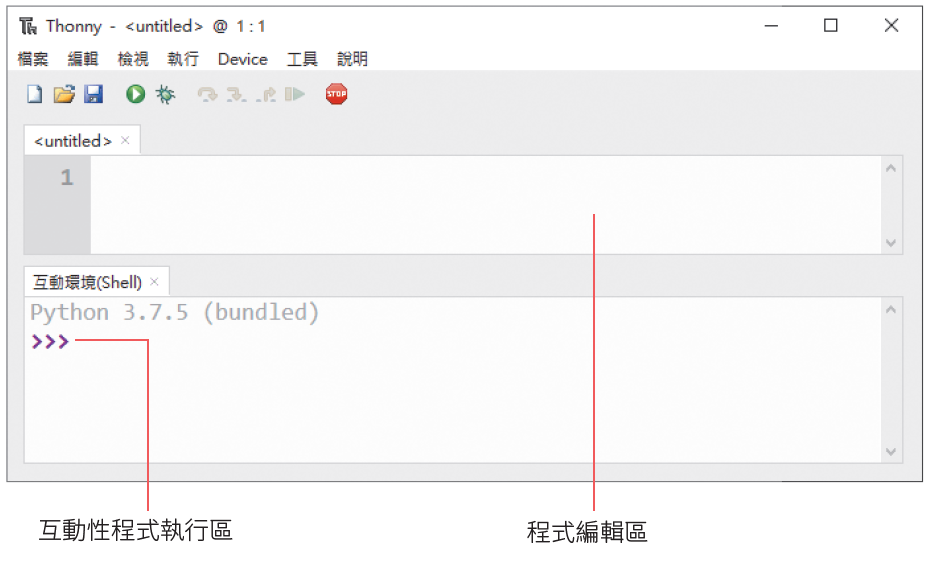 Thonny - <untitled> @ 1 : 1
檔案 編輯 檢視 執行 Device 工具 說明
STOP
<untitled> ×
1
互動環境(Shell) ×
Python 3.7.5 (bundled)
>>>
互動性程式執行區 程式編輯區